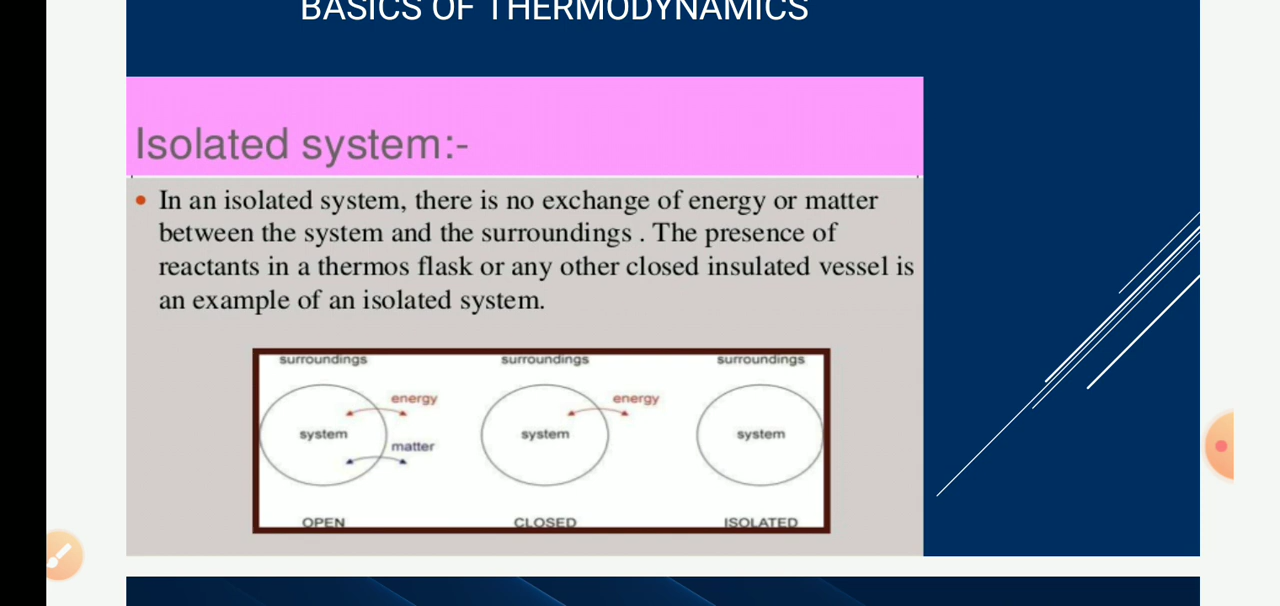 BASICS OF THERMODYNAMICS
Isolated system:-
• In an isolated system, there is no exchange of energy or matter
between the system and the surroundings . The presence of
reactants in a thermos flask or any other closed insulated vessel is
an example of an isolated system.
surroundings surroundings surroundings
energy energy
system system system
matter
OPEN CLOSED ISOLATED